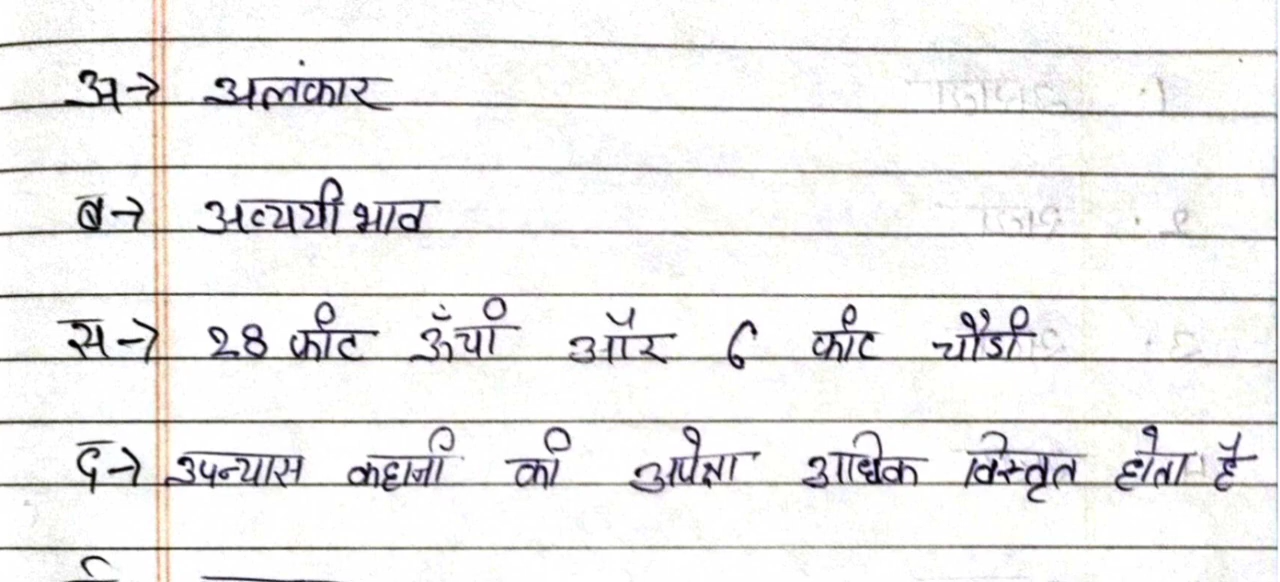 अ→ अलंकार
ब→ अव्ययीभाव
स→ 28 फीट ऊँची और 6 फीट चौडी
द→ उपन्यास कहानी की अपेक्षा अधिक विस्तृत होता है